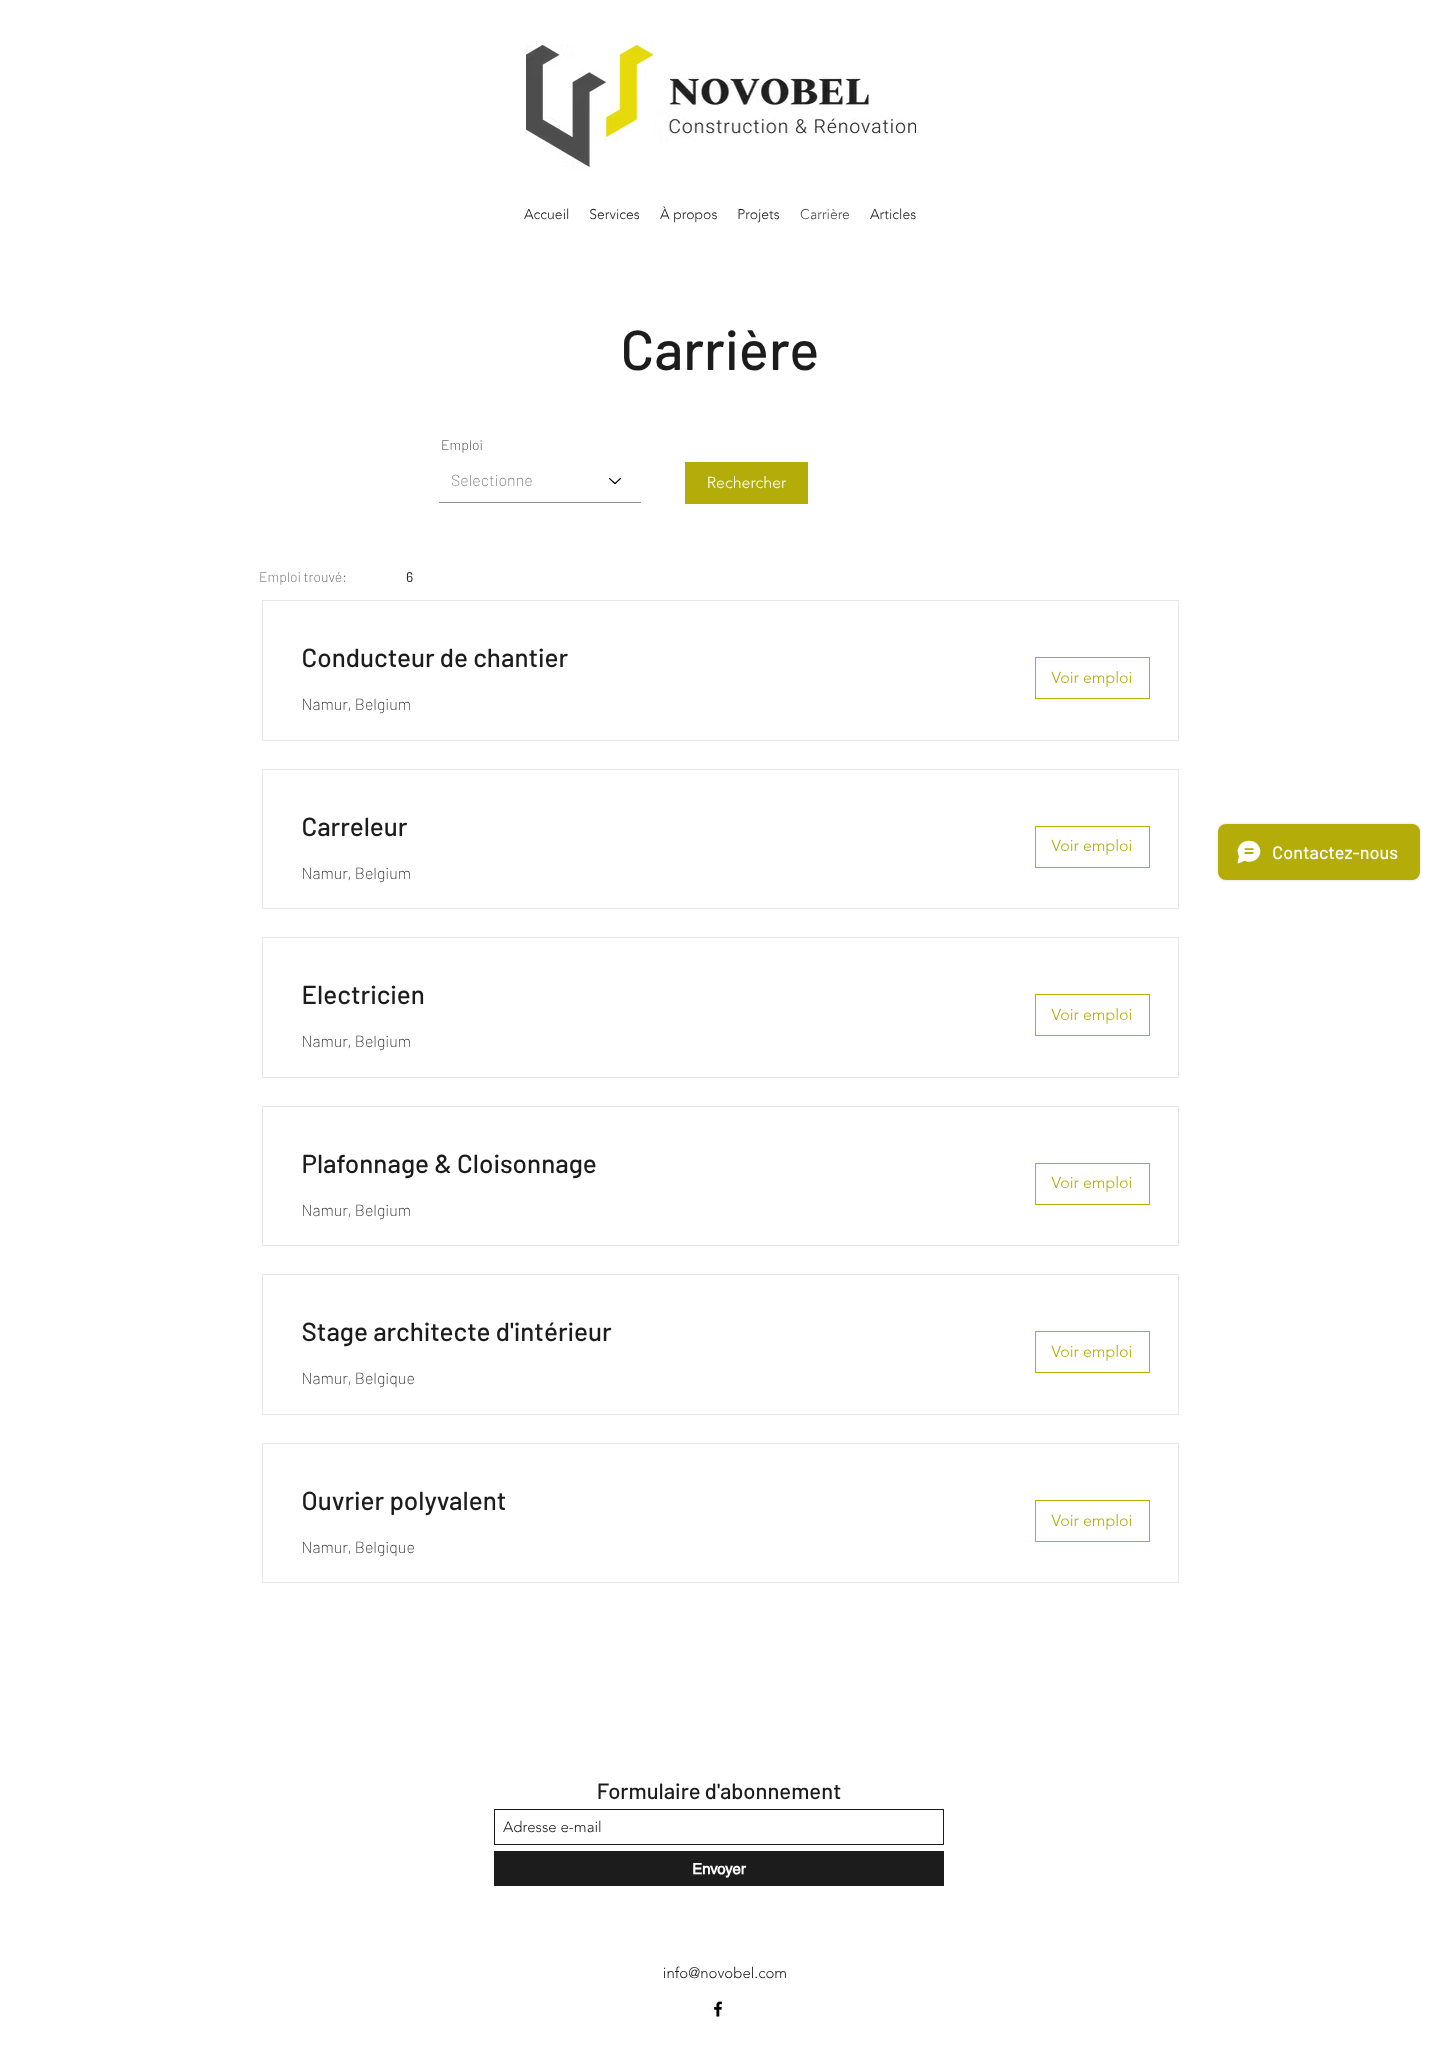 NOVOBEL
Construction & Rénovation
Accueil Services À propos Projets Carrière Articles
Carrière
Emploi
Selectionne
Rechercher
Emploi trouvé: 6
Conducteur de chantier
Namur, Belgium
Voir emploi
Carreleur
Namur, Belgium
Voir emploi
Contactez-nous
Electricien
Namur, Belgium
Voir emploi
Plafonnage & Cloisonnage
Namur, Belgium
Voir emploi
Stage architecte d'intérieur
Namur, Belgique
Voir emploi
Ouvrier polyvalent
Namur, Belgique
Voir emploi
Formulaire d'abonnement
Adresse e-mail
Envoyer
info@novobel.com